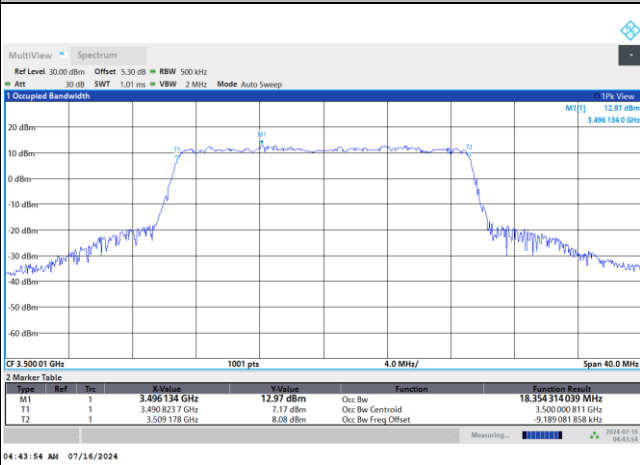 MultiView Spectrum
Ref Level 30.00 dBm Offset 5.30 dB RBW 500 kHz
Att 30 dB SWT 1.01 ms VBW 2 MHz Mode Auto Sweep
1 Occupied Bandwidth 1Pk View
M1[1] 12.97 dBm
3.496 134 0 GHz
20 dBm
M1
T1 T2
10 dBm
0 dBm
-10 dBm
-20 dBm
-30 dBm
-40 dBm
-50 dBm
-60 dBm
CF 3.500 01 GHz 1001 pts 4.0 MHz/ Span 40.0 MHz
2 Marker Table
Type Ref Trc X-Value Y-Value Function Function Result
M1 1 3.496 134 GHz 12.97 dBm Occ Bw 18.354 314 039 MHz
T1 1 3.490 823 7 GHz 7.17 dBm Occ Bw Centroid 3.500 000 811 GHz
T2 1 3.509 178 GHz 8.08 dBm Occ Bw Freq Offset -9.189 081 858 kHz
Measuring... 2024-07-16
04:43:54
04:43:54 AM 07/16/2024